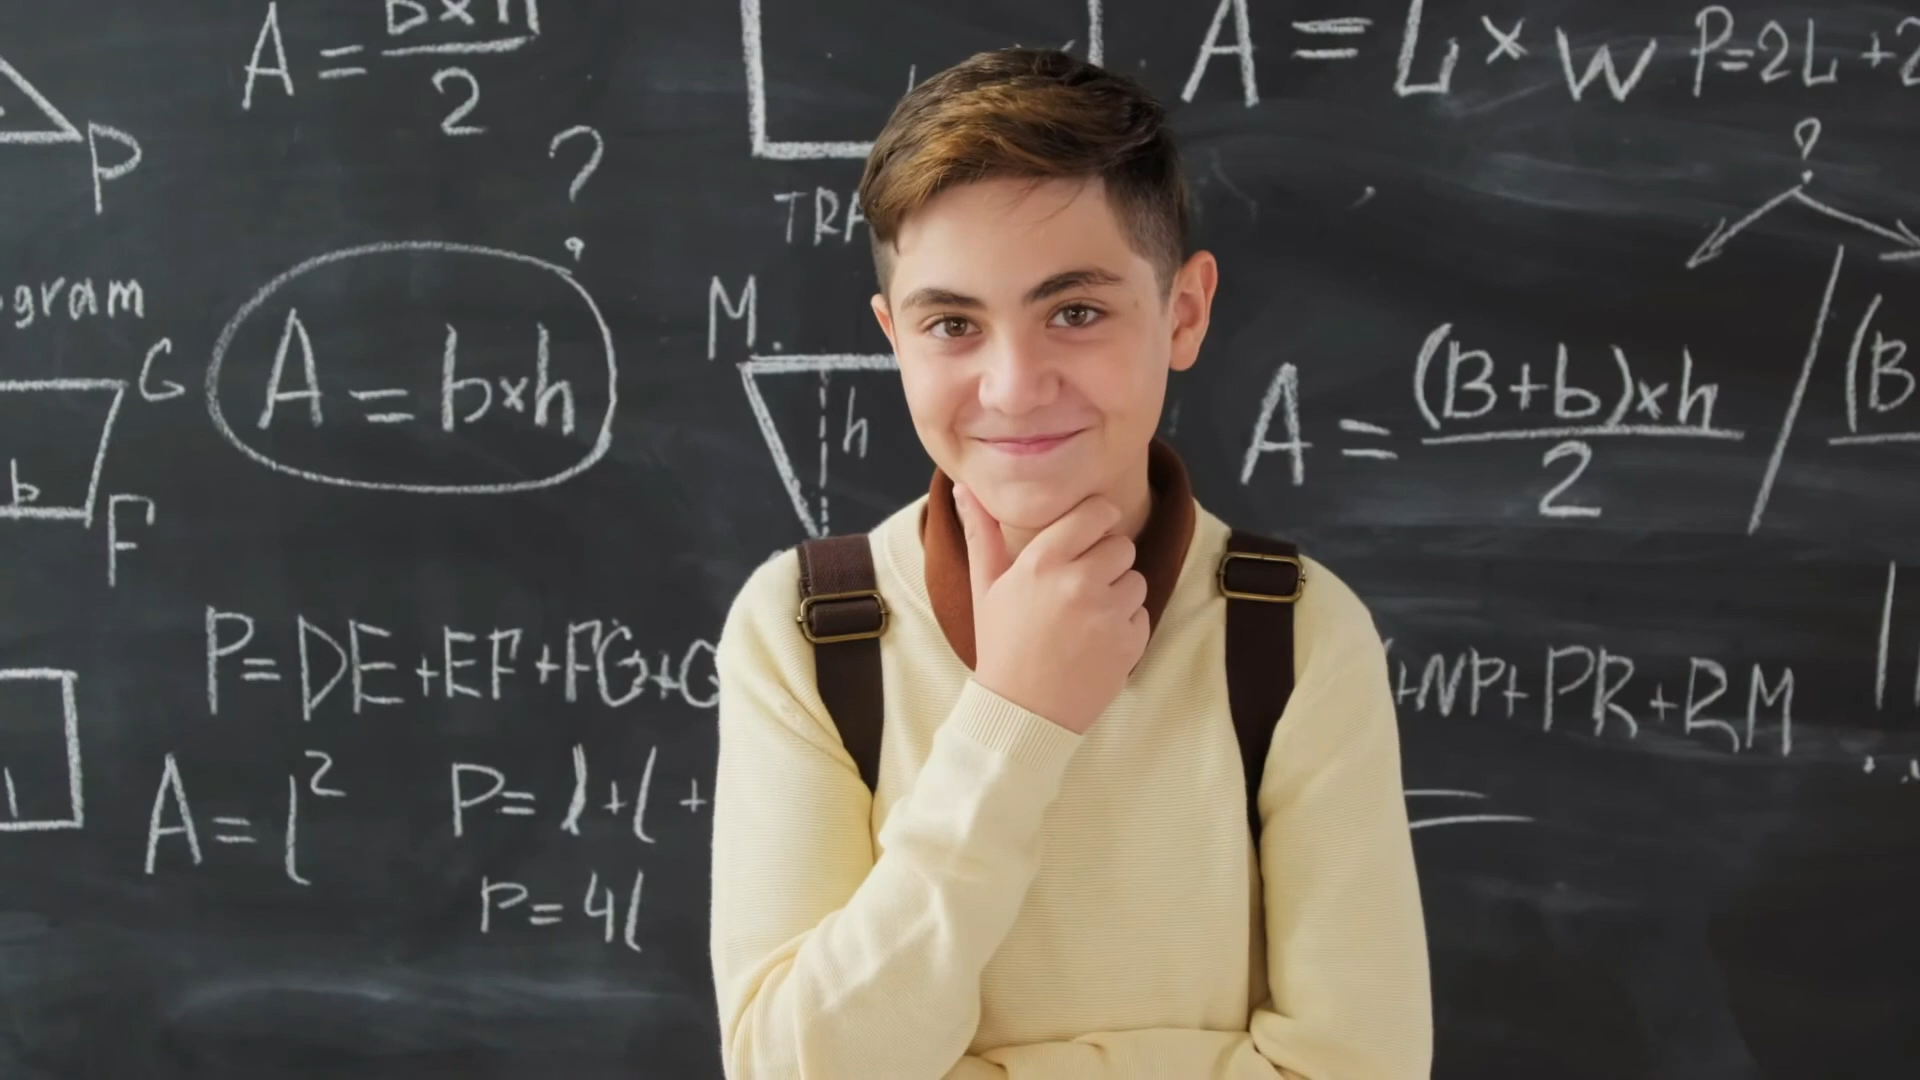 A = b×h / 2
A = L × W
P=2L +2
P
?
?
TRA
gram
G
M
A = b×h
h
A = (B+b)×h / 2
(B
b
F
P=DE+EF+FG+G
+NP+PR+RM
A=l²
P= l+l +
P=4l